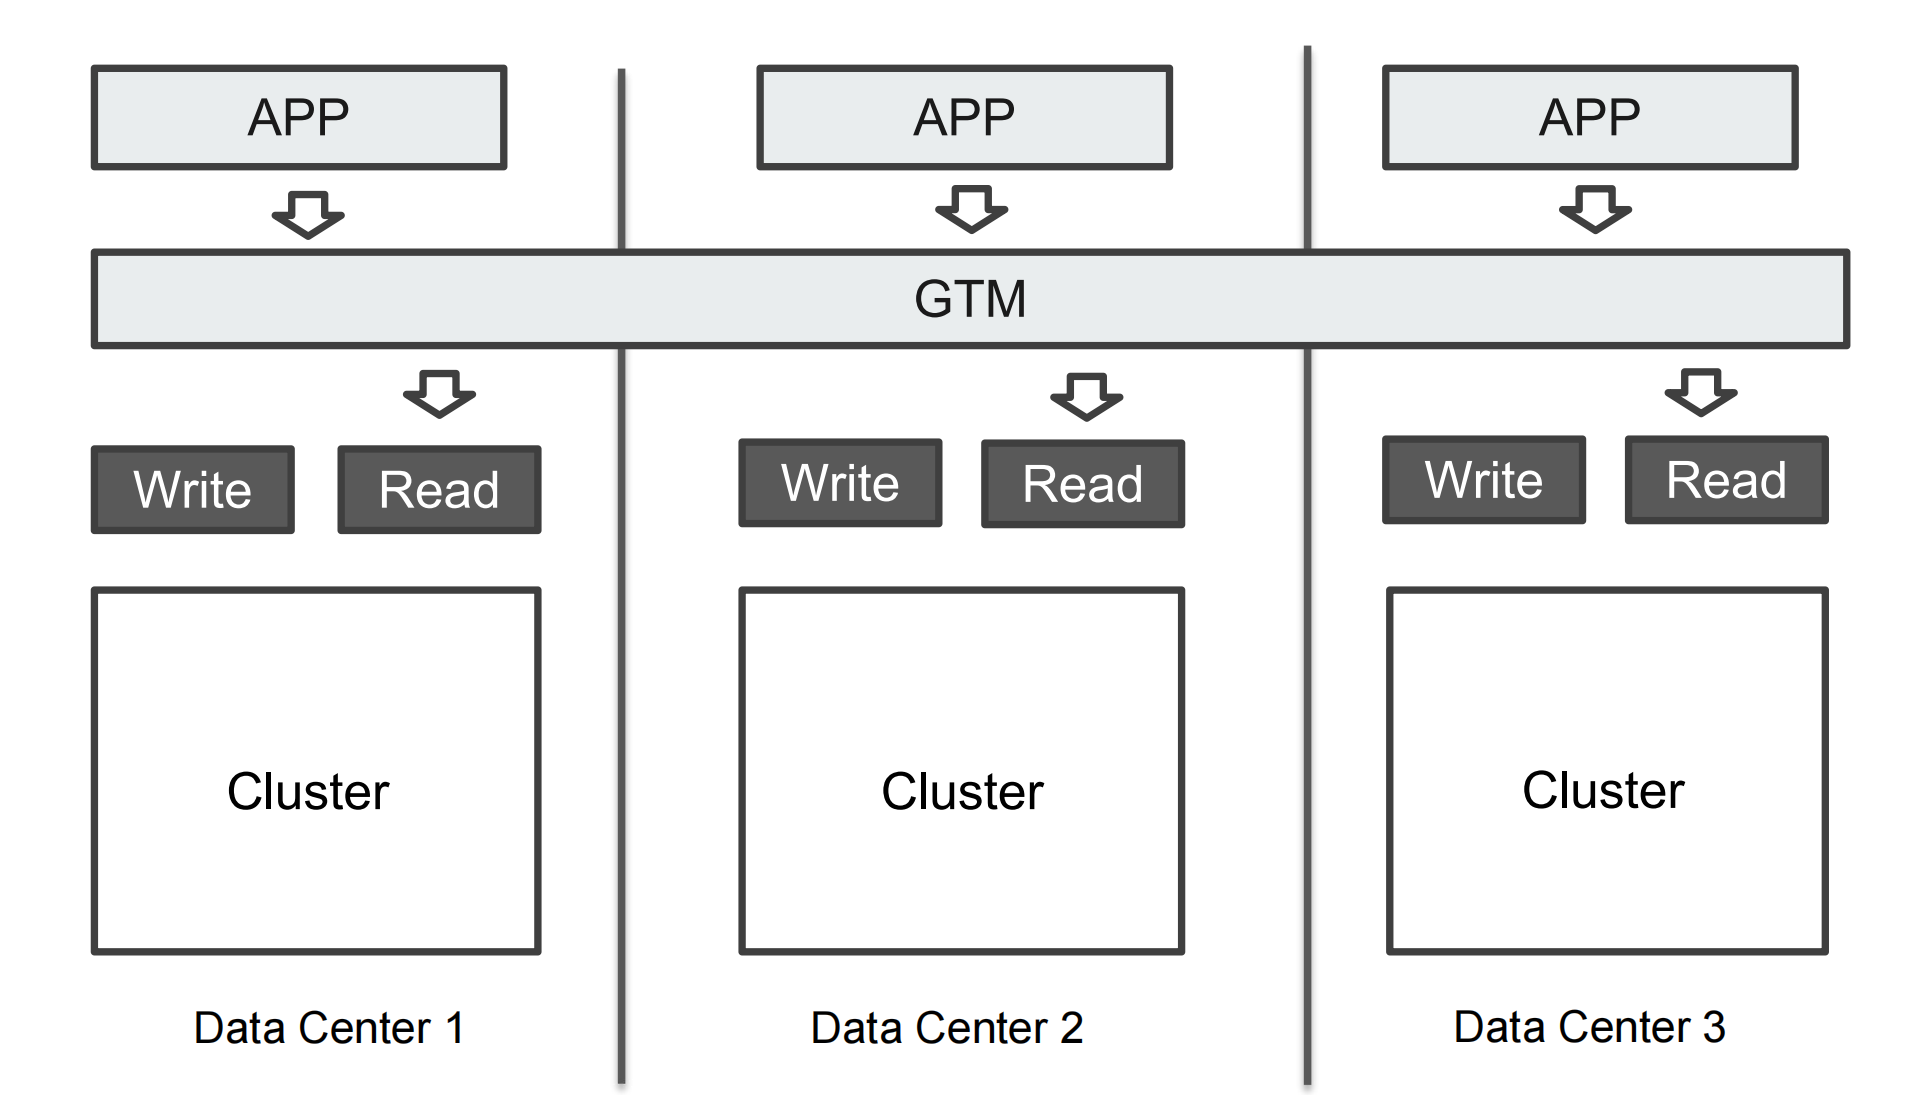 APP
APP
APP
GTM
Write
Read
Write
Read
Write
Read
Cluster
Cluster
Cluster
Data Center 1
Data Center 2
Data Center 3